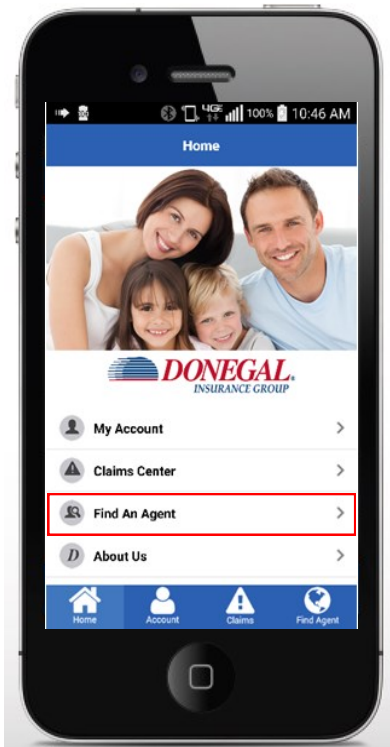 4GE 100% 10:46 AM
Home
DONEGAL®
INSURANCE GROUP
My Account
Claims Center
Find An Agent
D About Us
Home Account Claims Find Agent